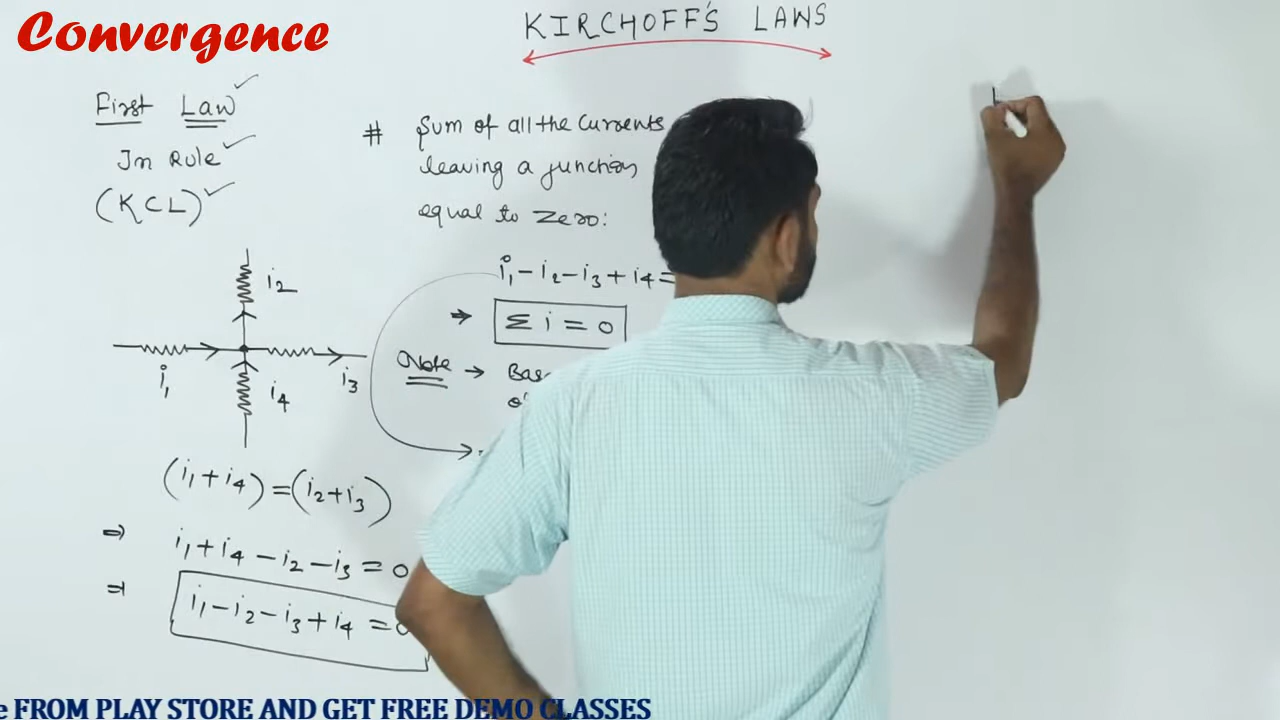 Convergence
KIRCHOFF'S LAWS
First Law
Jn Rule
(KCL)
# Sum of all the currents
leaving a junction
equal to Zero:
i1 - i2 - i3 + i4 =
⇒ Σ i = 0
Note →
i2
i1
i3
i4
(i1 + i4) = (i2 + i3)
⇒ i1 + i4 - i2 - i3 = 0
⇒ i1 - i2 - i3 + i4 = 0
e FROM PLAY STORE AND GET FREE DEMO CLASSES